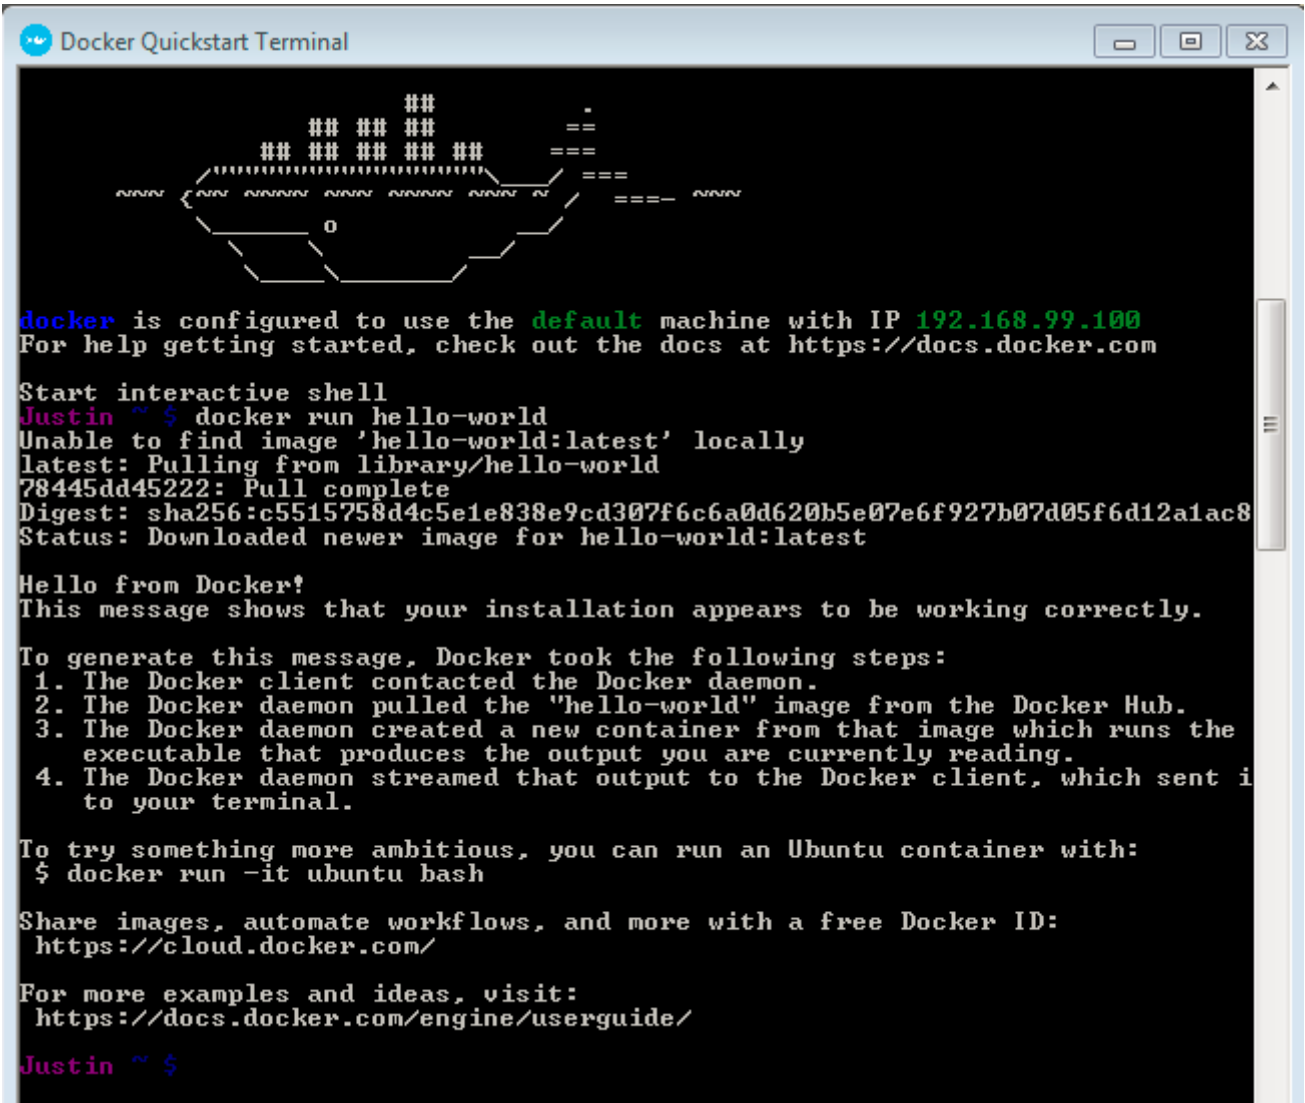 Docker Quickstart Terminal
                        ##         .
                  ## ## ##        ==
               ## ## ## ## ##    ===
           /"""""""""""""""""\___/ ===
      ~~~ {~~ ~~~~ ~~~ ~~~~ ~~~ ~ /  ===- ~~~
           \______ o           __/
             \    \         __/
              \____\_______/
docker is configured to use the default machine with IP 192.168.99.100
For help getting started, check out the docs at https://docs.docker.com
Start interactive shell
Justin ~ $ docker run hello-world
Unable to find image 'hello-world:latest' locally
latest: Pulling from library/hello-world
78445dd45222: Pull complete
Digest: sha256:c5515758d4c5e1e838e9cd307f6c6a0d620b5e07e6f927b07d05f6d12a1ac8
Status: Downloaded newer image for hello-world:latest
Hello from Docker!
This message shows that your installation appears to be working correctly.
To generate this message, Docker took the following steps:
1. The Docker client contacted the Docker daemon.
2. The Docker daemon pulled the "hello-world" image from the Docker Hub.
3. The Docker daemon created a new container from that image which runs the
executable that produces the output you are currently reading.
4. The Docker daemon streamed that output to the Docker client, which sent i
to your terminal.
To try something more ambitious, you can run an Ubuntu container with:
$ docker run -it ubuntu bash
Share images, automate workflows, and more with a free Docker ID:
https://cloud.docker.com/
For more examples and ideas, visit:
https://docs.docker.com/engine/userguide/
Justin ~ $